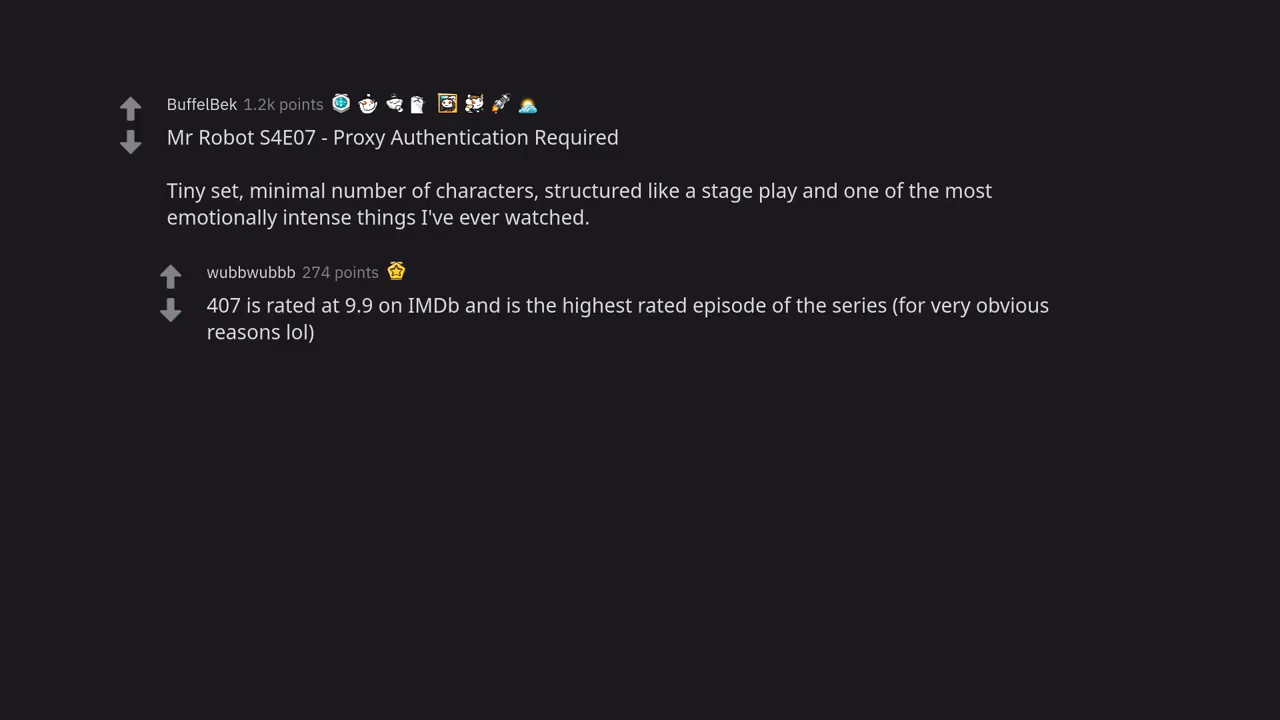 BuffelBek 1.2k points
Mr Robot S4E07 - Proxy Authentication Required
Tiny set, minimal number of characters, structured like a stage play and one of the most
emotionally intense things I've ever watched.
wubbwubbb 274 points
407 is rated at 9.9 on IMDb and is the highest rated episode of the series (for very obvious
reasons lol)